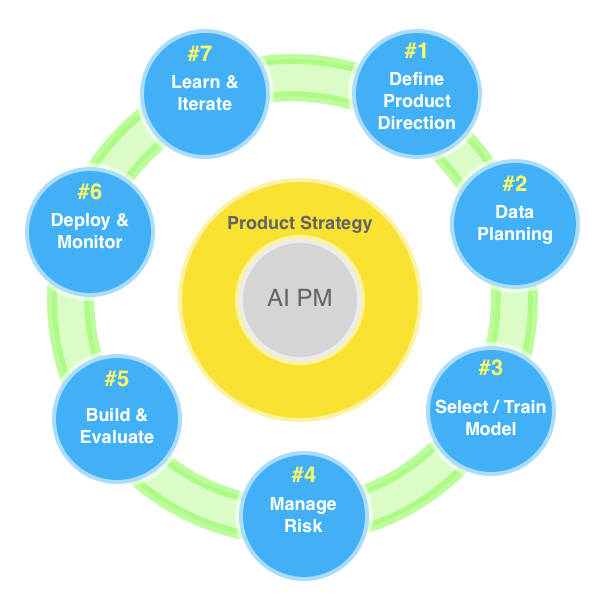 #1
Define
Product
Direction
#2
Data
Planning
#3
Select / Train
Model
#4
Manage
Risk
#5
Build &
Evaluate
#6
Deploy &
Monitor
#7
Learn &
Iterate
Product Strategy
AI PM